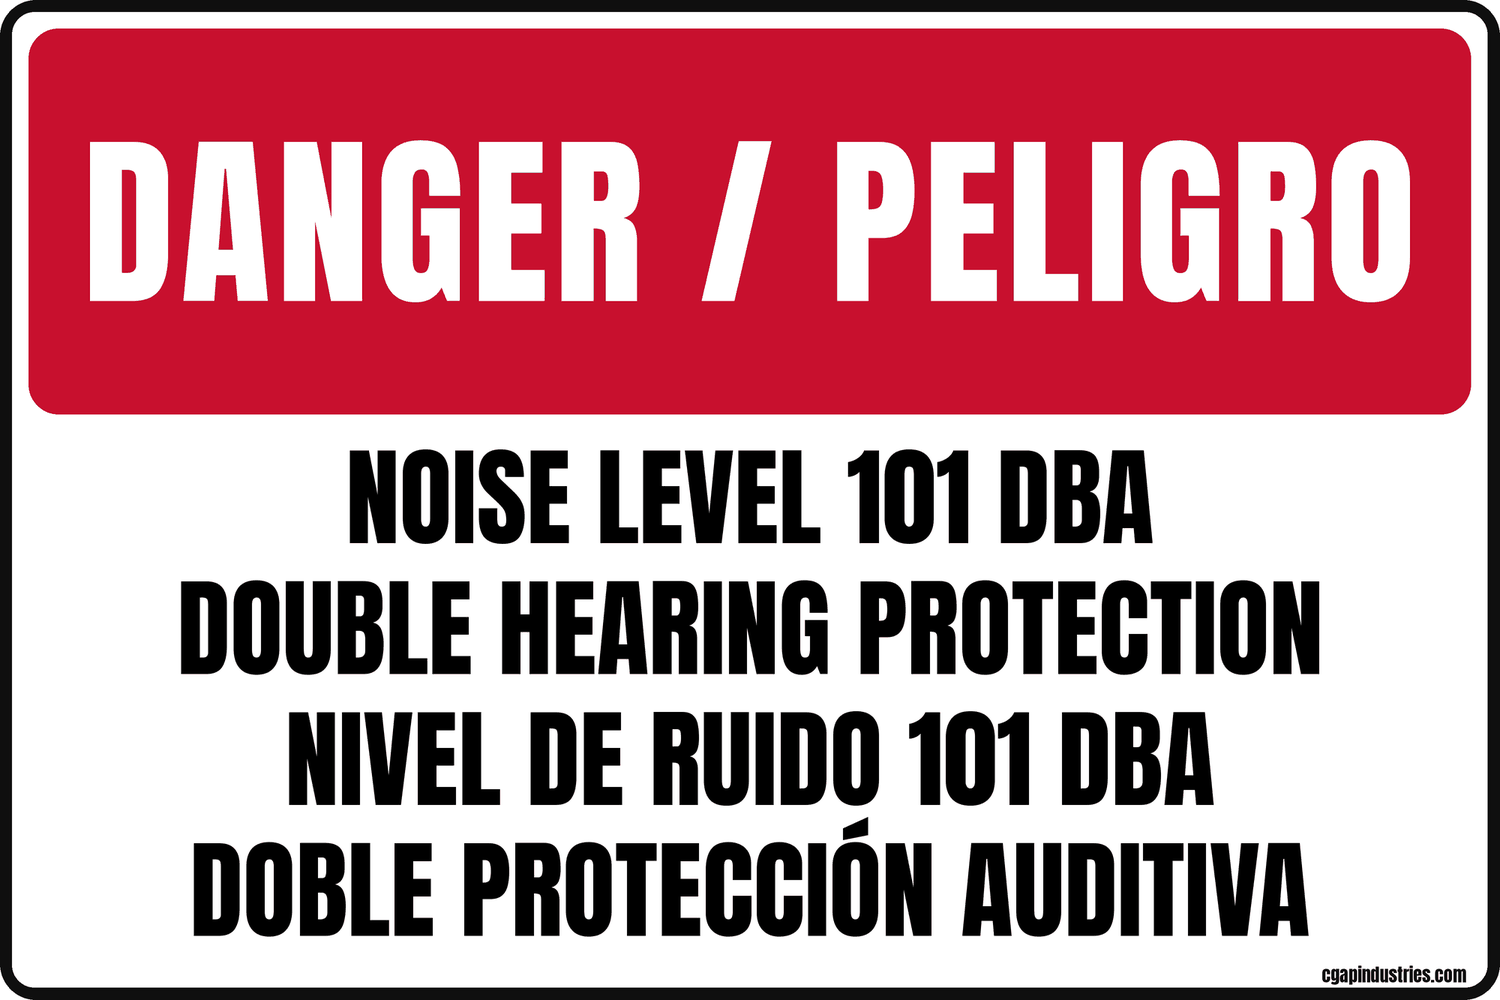 DANGER / PELIGRO
NOISE LEVEL 101 DBA
DOUBLE HEARING PROTECTION
NIVEL DE RUIDO 101 DBA
DOBLE PROTECCIÓN AUDITIVA
cgapindustries.com